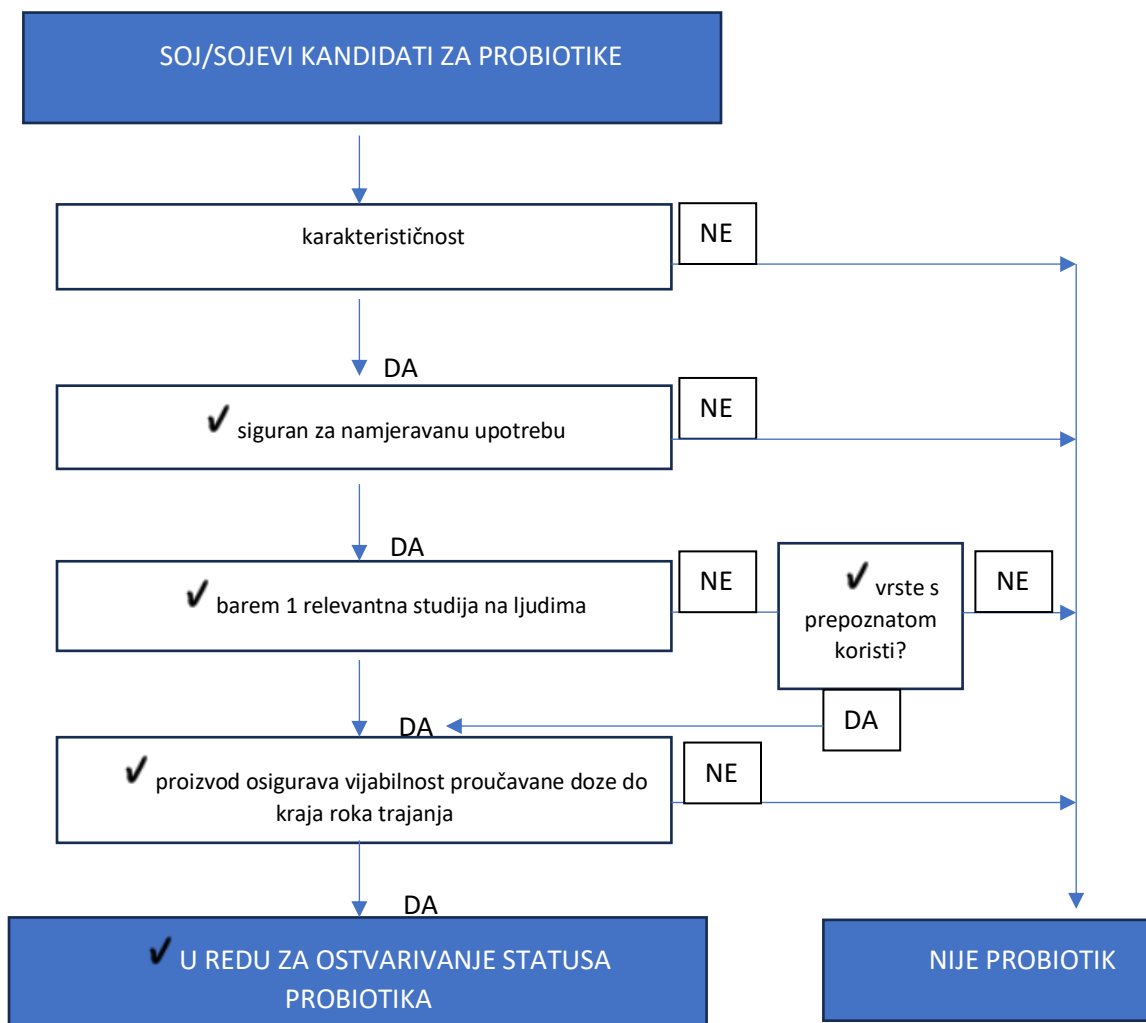 SOJ/SOJEVI KANDIDATI ZA PROBIOTIKE
karakterističnost
NE
DA
siguran za namjeravanu upotrebu
NE
DA
barem 1 relevantna studija na ljudima
NE
vrste s
prepoznatom
koristi?
NE
DA
DA
proizvod osigurava vijabilnost proučavane doze do
kraja roka trajanja
NE
DA
U REDU ZA OSTVARIVANJE STATUSA
PROBIOTIKA
NIJE PROBIOTIK